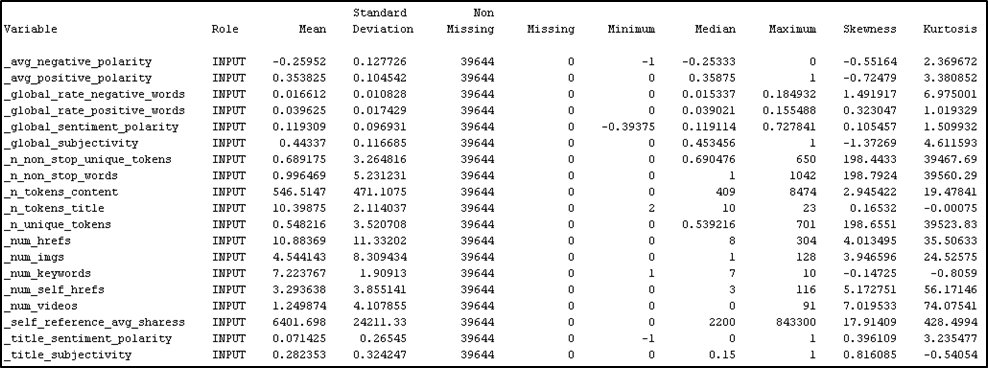 Standard Non
Variable Role Mean Deviation Missing Missing Minimum Median Maximum Skewness Kurtosis
_avg_negative_polarity INPUT -0.25952 0.127726 39644 0 -1 -0.25333 0 -0.55164 2.369672
_avg_positive_polarity INPUT 0.353825 0.104542 39644 0 0 0.35875 1 -0.72479 3.380852
_global_rate_negative_words INPUT 0.016612 0.010828 39644 0 0 0.015337 0.184932 1.491917 6.975001
_global_rate_positive_words INPUT 0.039625 0.017429 39644 0 0 0.039021 0.155488 0.323047 1.019329
_global_sentiment_polarity INPUT 0.119309 0.096931 39644 0 -0.39375 0.119114 0.727841 0.105457 1.509932
_global_subjectivity INPUT 0.44337 0.116685 39644 0 0 0.453456 1 -1.37269 4.611593
_n_non_stop_unique_tokens INPUT 0.689175 3.264816 39644 0 0 0.690476 650 198.4433 39467.69
_n_non_stop_words INPUT 0.996469 5.231231 39644 0 0 1 1042 198.7924 39560.29
_n_tokens_content INPUT 546.5147 471.1075 39644 0 0 409 8474 2.945422 19.47841
_n_tokens_title INPUT 10.39875 2.114037 39644 0 2 10 23 0.16532 -0.00075
_n_unique_tokens INPUT 0.548216 3.520708 39644 0 0 0.539216 701 198.6551 39523.83
_num_hrefs INPUT 10.88369 11.33202 39644 0 0 8 304 4.013495 35.50633
_num_imgs INPUT 4.544143 8.309434 39644 0 0 1 128 3.946596 24.52575
_num_keywords INPUT 7.223767 1.90913 39644 0 1 7 10 -0.14725 -0.8059
_num_self_hrefs INPUT 3.293638 3.855141 39644 0 0 3 116 5.172751 56.17146
_num_videos INPUT 1.249874 4.107855 39644 0 0 0 91 7.019533 74.07541
_self_reference_avg_sharess INPUT 6401.698 24211.33 39644 0 0 2200 843300 17.91409 428.4994
_title_sentiment_polarity INPUT 0.071425 0.26545 39644 0 -1 0 1 0.396109 3.235477
_title_subjectivity INPUT 0.282353 0.324247 39644 0 0 0.15 1 0.816085 -0.54054